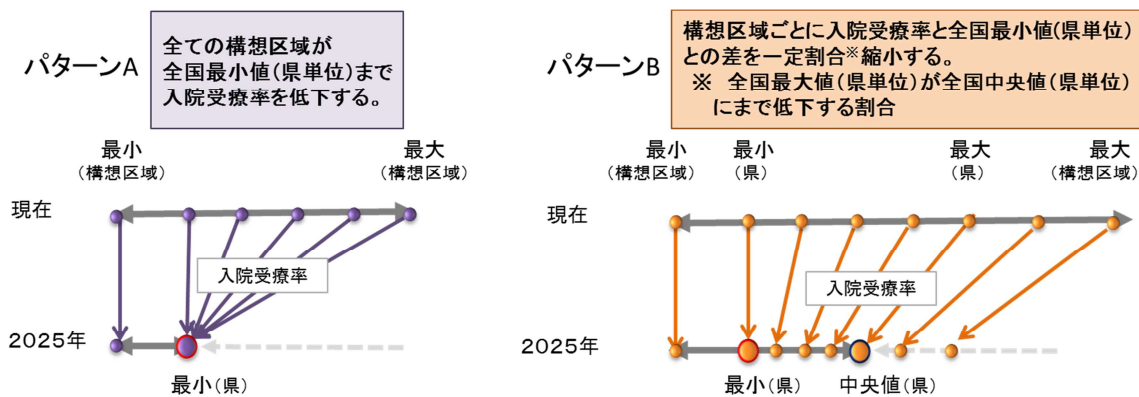 パターンA
全ての構想区域が
全国最小値(県単位)まで
入院受療率を低下する。
最小
(構想区域)
最大
(構想区域)
現在
入院受療率
2025年
最小(県)
パターンB
構想区域ごとに入院受療率と全国最小値(県単位)
との差を一定割合※縮小する。
※ 全国最大値(県単位)が全国中央値(県単位)
にまで低下する割合
最小
(構想区域)
最小
(県)
最大
(県)
最大
(構想区域)
現在
入院受療率
2025年
最小(県)
中央値(県)